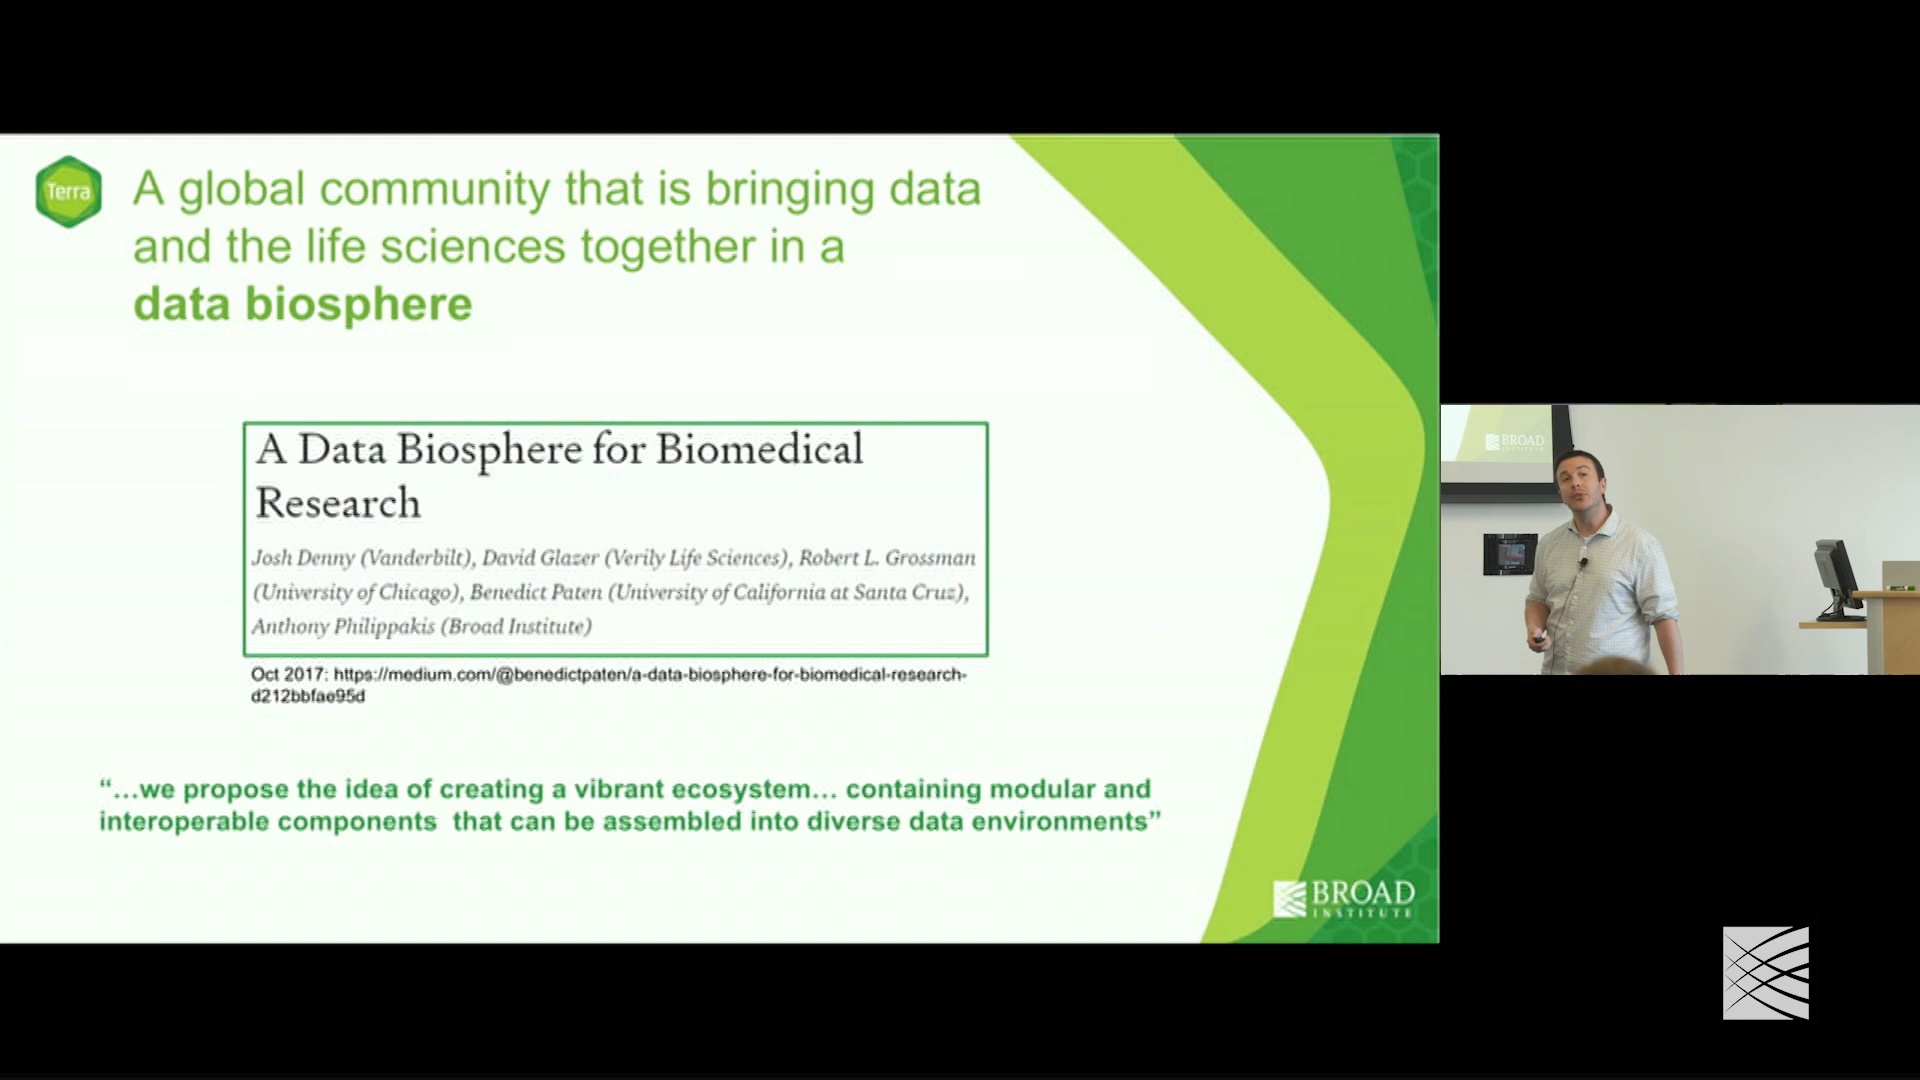 Terra
A global community that is bringing data
and the life sciences together in a
data biosphere
A Data Biosphere for Biomedical
Research
Josh Denny (Vanderbilt), David Glazer (Verily Life Sciences), Robert L. Grossman
(University of Chicago), Benedict Paten (University of California at Santa Cruz),
Anthony Philippakis (Broad Institute)
Oct 2017: https://medium.com/@benedictpaten/a-data-biosphere-for-biomedical-research-
d212bbfae95d
“…we propose the idea of creating a vibrant ecosystem… containing modular and
interoperable components  that can be assembled into diverse data environments”
BROAD
INSTITUTE
BROAD
INSTITUTE